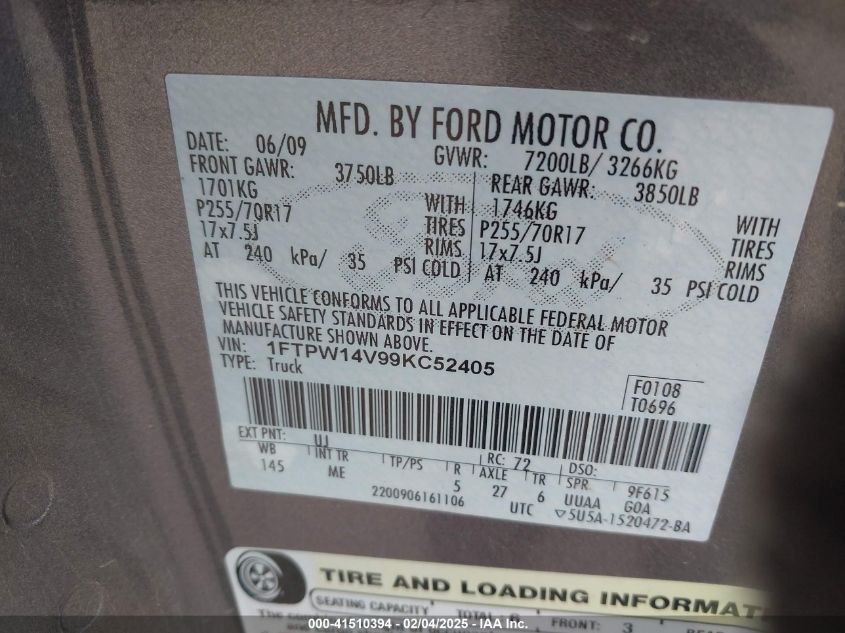 MFD. BY FORD MOTOR CO.
DATE: 06/09 GVWR: 7200LB/ 3266KG
FRONT GAWR: 3750LB REAR GAWR: 3850LB
1701KG WITH 1746KG WITH
P255/70R17 TIRES P255/70R17 TIRES
17x7.5J RIMS 17x7.5J RIMS
AT 240 kPa/ 35 PSI COLD AT 240 kPa/ 35 PSI COLD
THIS VEHICLE CONFORMS TO ALL APPLICABLE FEDERAL MOTOR
VEHICLE SAFETY STANDARDS IN EFFECT ON THE DATE OF
MANUFACTURE SHOWN ABOVE.
VIN: 1FTPW14V99KC52405
TYPE: Truck
F0108
T0696
EXT PNT: UJ RC: 72 DSO:
WB INT TR TP/PS R AXLE TR SPR 9F615
145 ME 5 27 6 UUAA G0A
2200906161106 UTC ▽5U5A-1520472-BA
TIRE AND LOADING INFORMAT
SEATING CAPACITY TOTAL FRONT: 3
000-41510394 - 02/04/2025 - IAA Inc.